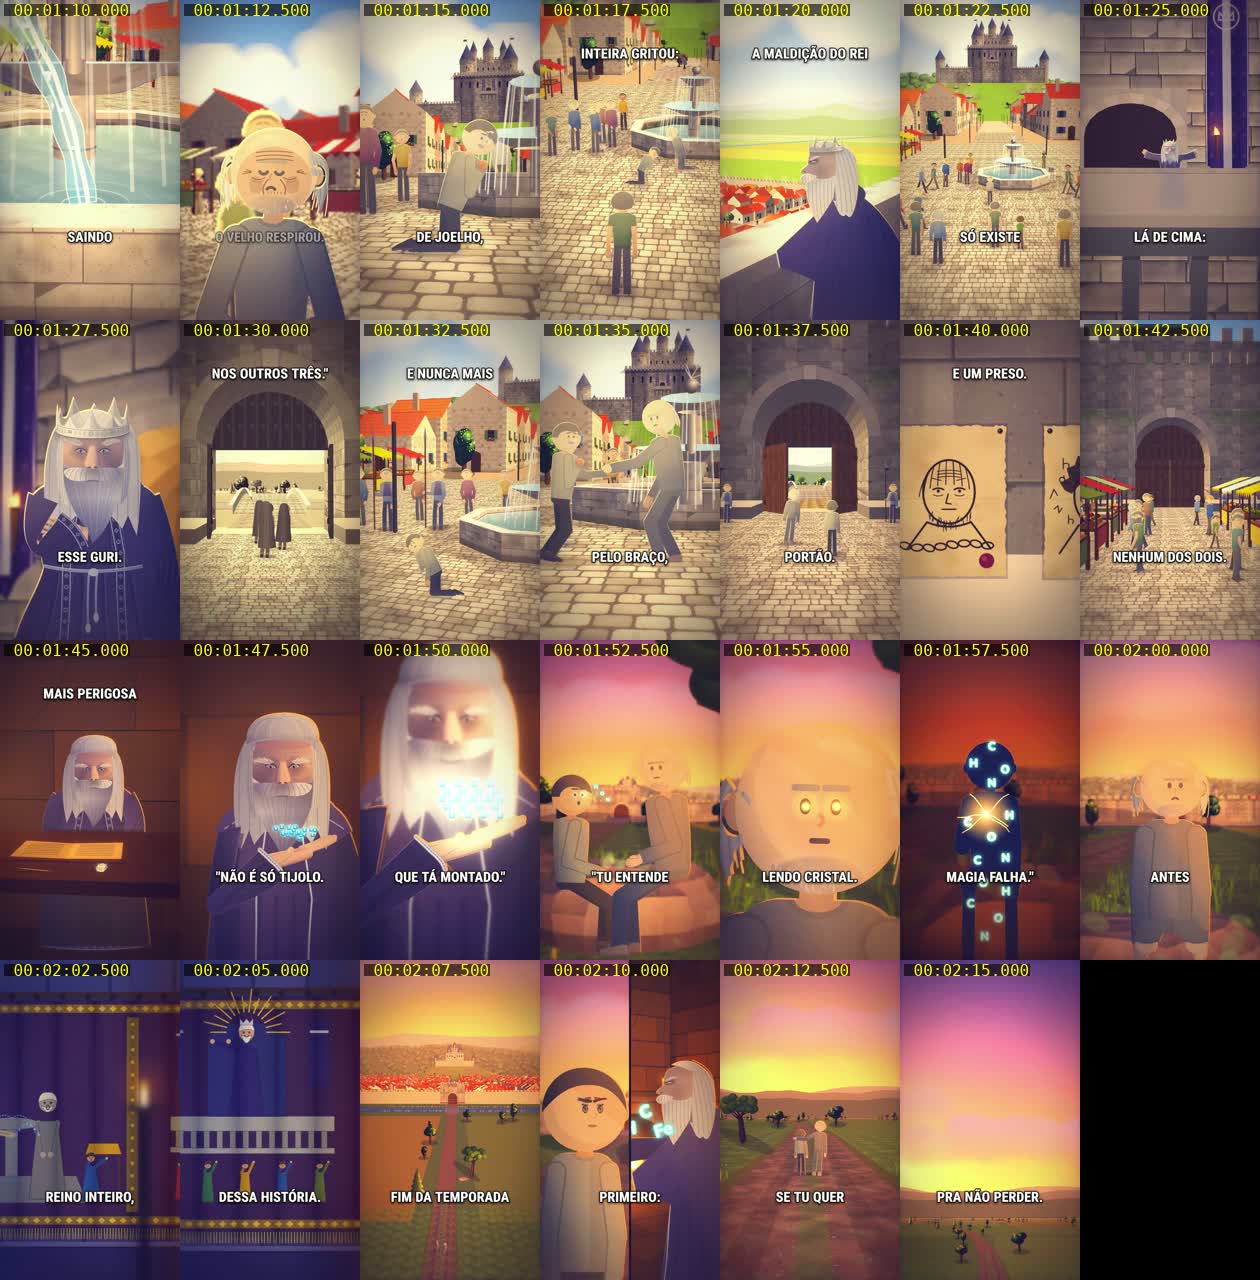 00:01:10.000
SAINDO
00:01:12.500
O VELHO RESPIROU.
00:01:15.000
DE JOELHO,
00:01:17.500
INTEIRA GRITOU:
00:01:20.000
A MALDIÇÃO DO REI
00:01:22.500
SÓ EXISTE
00:01:25.000
LÁ DE CIMA:
00:01:27.500
ESSE GURI.
00:01:30.000
NOS OUTROS TRÊS."
00:01:32.500
E NUNCA MAIS
00:01:35.000
PELO BRAÇO,
00:01:37.500
PORTÃO.
00:01:40.000
E UM PRESO.
00:01:42.500
NENHUM DOS DOIS.
00:01:45.000
MAIS PERIGOSA
00:01:47.500
"NÃO É SÓ TIJOLO.
00:01:50.000
QUE TÁ MONTADO."
00:01:52.500
"TU ENTENDE
00:01:55.000
LENDO CRISTAL.
00:01:57.500
C
H
O
N
H
C
O
N
C
H
C
O
N
MAGIA FALHA."
00:02:00.000
ANTES
00:02:02.500
REINO INTEIRO,
00:02:05.000
DESSA HISTÓRIA.
00:02:07.500
FIM DA TEMPORADA
00:02:10.000
C
Fe
PRIMEIRO:
00:02:12.500
SE TU QUER
00:02:15.000
PRA NÃO PERDER.